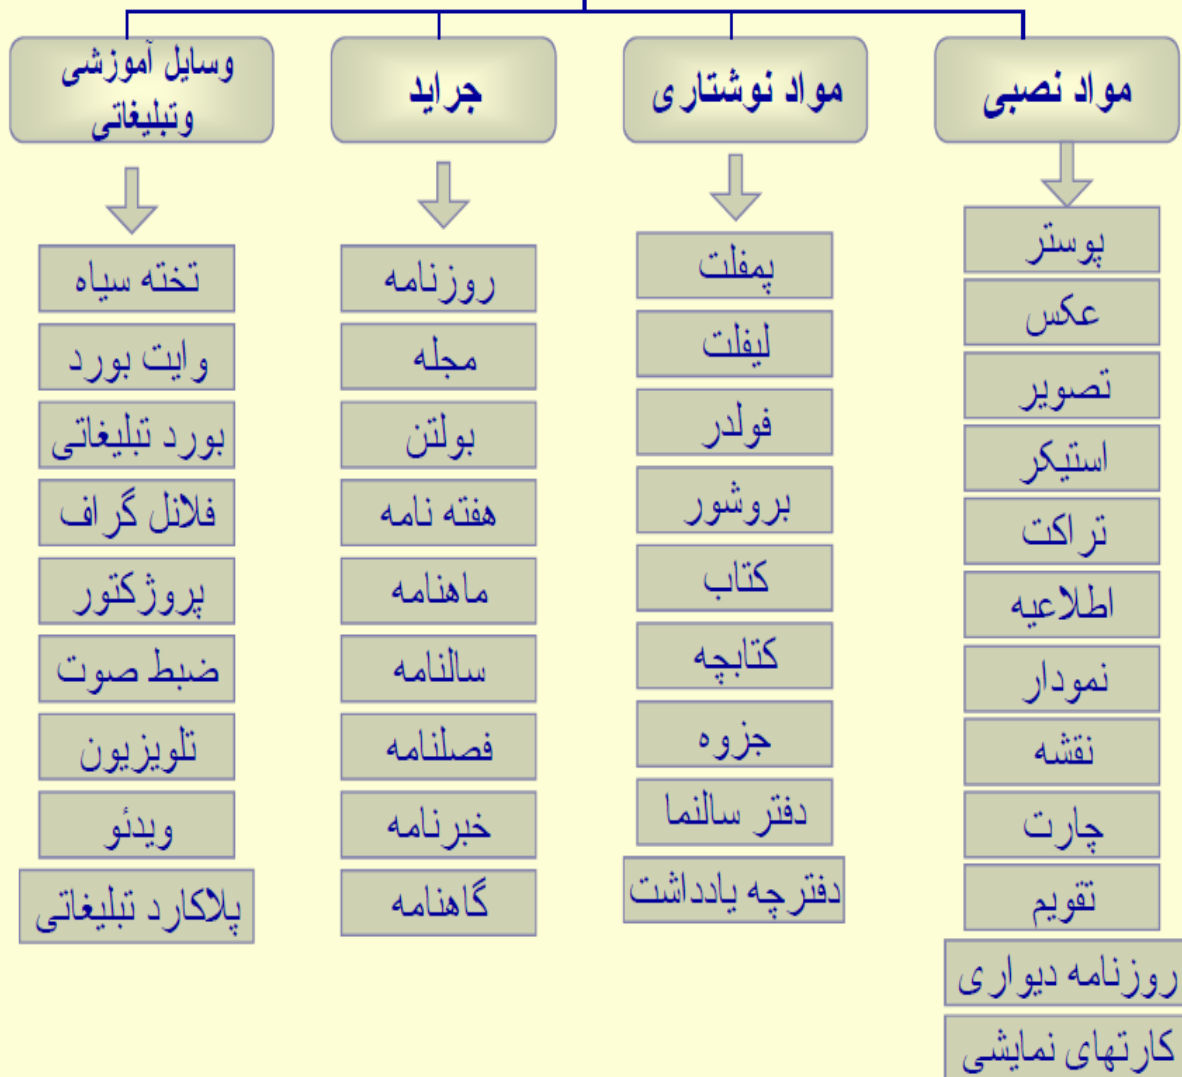 مواد نصبی
پوستر
عکس
تصویر
استیکر
تراکت
اطلاعیه
نمودار
نقشه
چارت
تقویم
روزنامه دیواری
کارتهای نمایشی
مواد نوشتاری
پمفلت
لیفلت
فولدر
بروشور
کتاب
کتابچه
جزوه
دفتر سالنما
دفترچه یادداشت
جراید
روزنامه
مجله
بولتن
هفته نامه
ماهنامه
سالنامه
فصلنامه
خبرنامه
گاهنامه
وسایل آموزشی
وتبلیغاتی
تخته سیاه
وایت بورد
بورد تبلیغاتی
فلانل گراف
پروژکتور
ضبط صوت
تلویزیون
ویدئو
پلاکارد تبلیغاتی